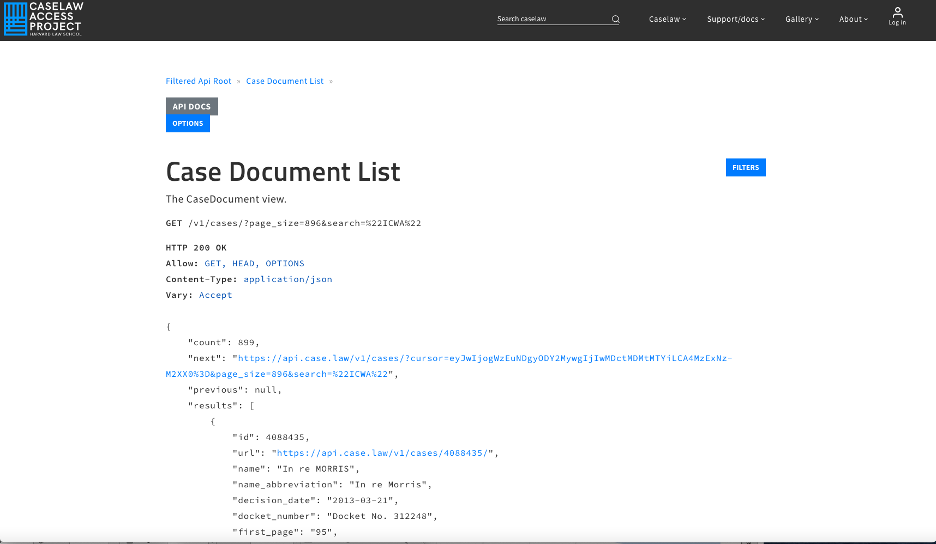 CASELAW
ACCESS
PROJECT
HARVARD LAW SCHOOL
Search caselaw
Caselaw
Support/docs
Gallery
About
Log in
Filtered Api Root » Case Document List »
API DOCS
OPTIONS
Case Document List
FILTERS
The CaseDocument view.
GET /v1/cases/?page_size=896&search=%22ICWA%22
HTTP 200 OK
Allow: GET, HEAD, OPTIONS
Content-Type: application/json
Vary: Accept
{
"count": 899,
"next": "https://api.case.law/v1/cases/?cursor=eyJwIjogWzEuNDgyODY2MywgIjIwMDctMDMtMTYiLCA4MzExNz-
M2XX0%3D&page_size=896&search=%22ICWA%22",
"previous": null,
"results": [
{
"id": 4088435,
"url": "https://api.case.law/v1/cases/4088435/",
"name": "In re MORRIS",
"name_abbreviation": "In re Morris",
"decision_date": "2013-03-21",
"docket_number": "Docket No. 312248",
"first_page": "95",